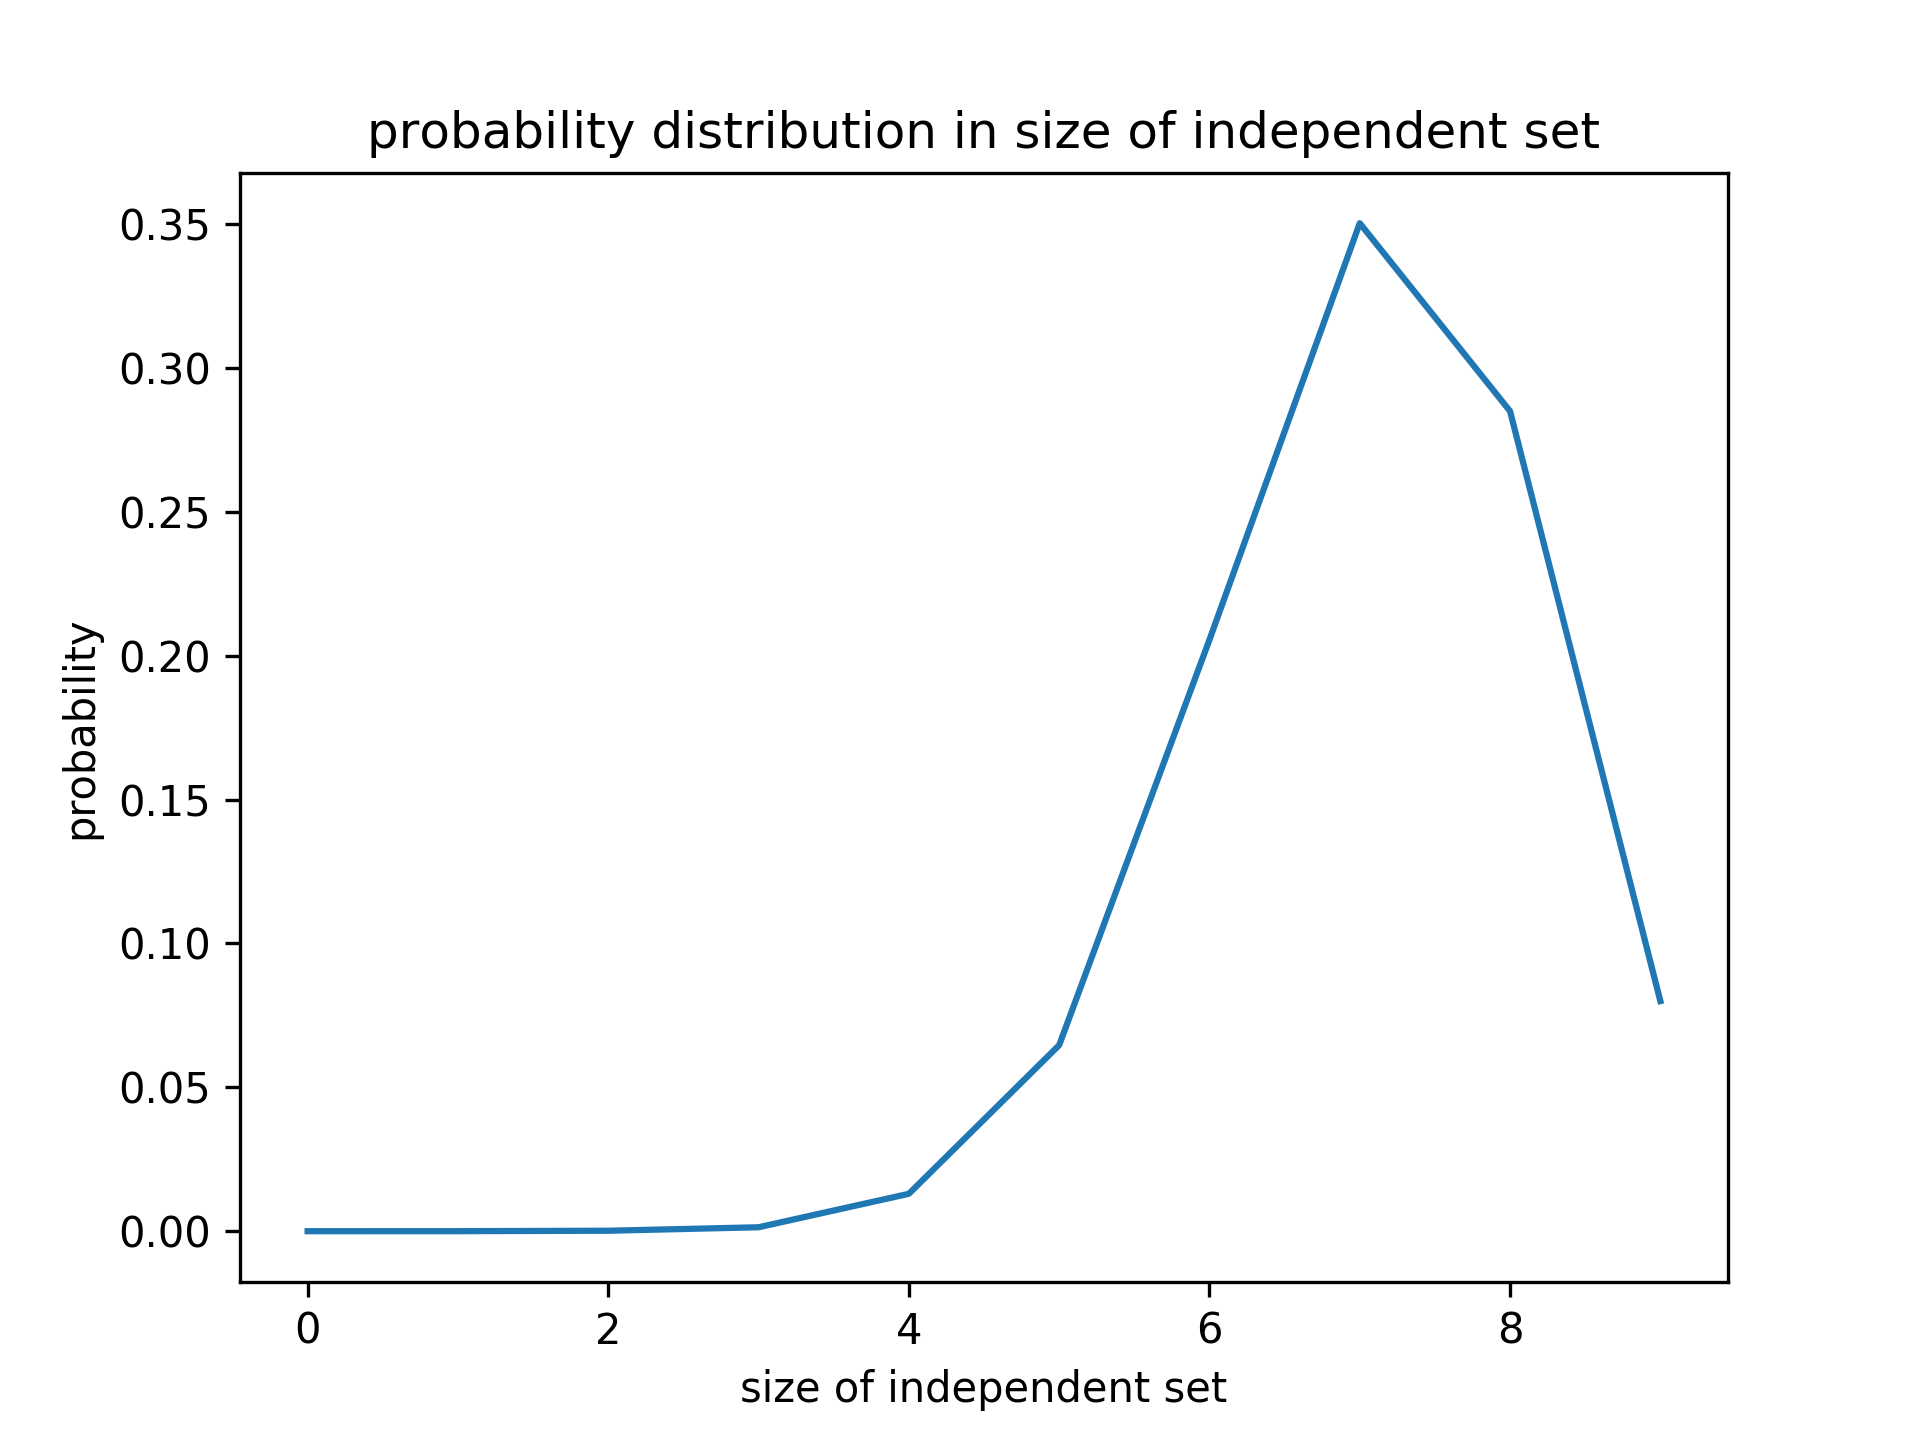 probability distribution in size of independent set
0.35
0.30
0.25
0.20
0.15
0.10
0.05
0.00
probability
0 2 4 6 8
size of independent set